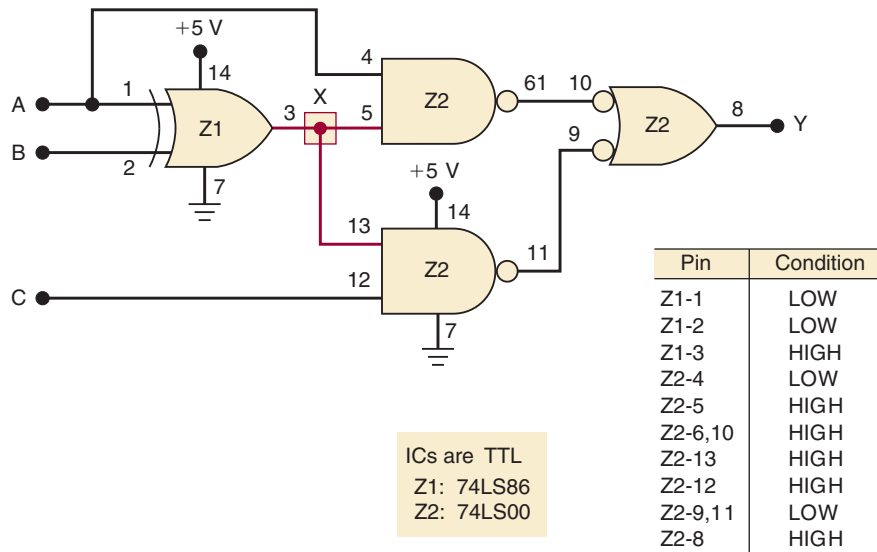 +5 V
4
14
A
1
Z2
61
10
3
X
5
8
Z1
Z2
Y
9
B
2
+5 V
7
14
13
Z2
11
12
C
7
Pin Condition
Z1-1 LOW
Z1-2 LOW
Z1-3 HIGH
Z2-4 LOW
Z2-5 HIGH
Z2-6,10 HIGH
Z2-13 HIGH
Z2-12 HIGH
Z2-9,11 LOW
Z2-8 HIGH
ICs are TTL
Z1: 74LS86
Z2: 74LS00